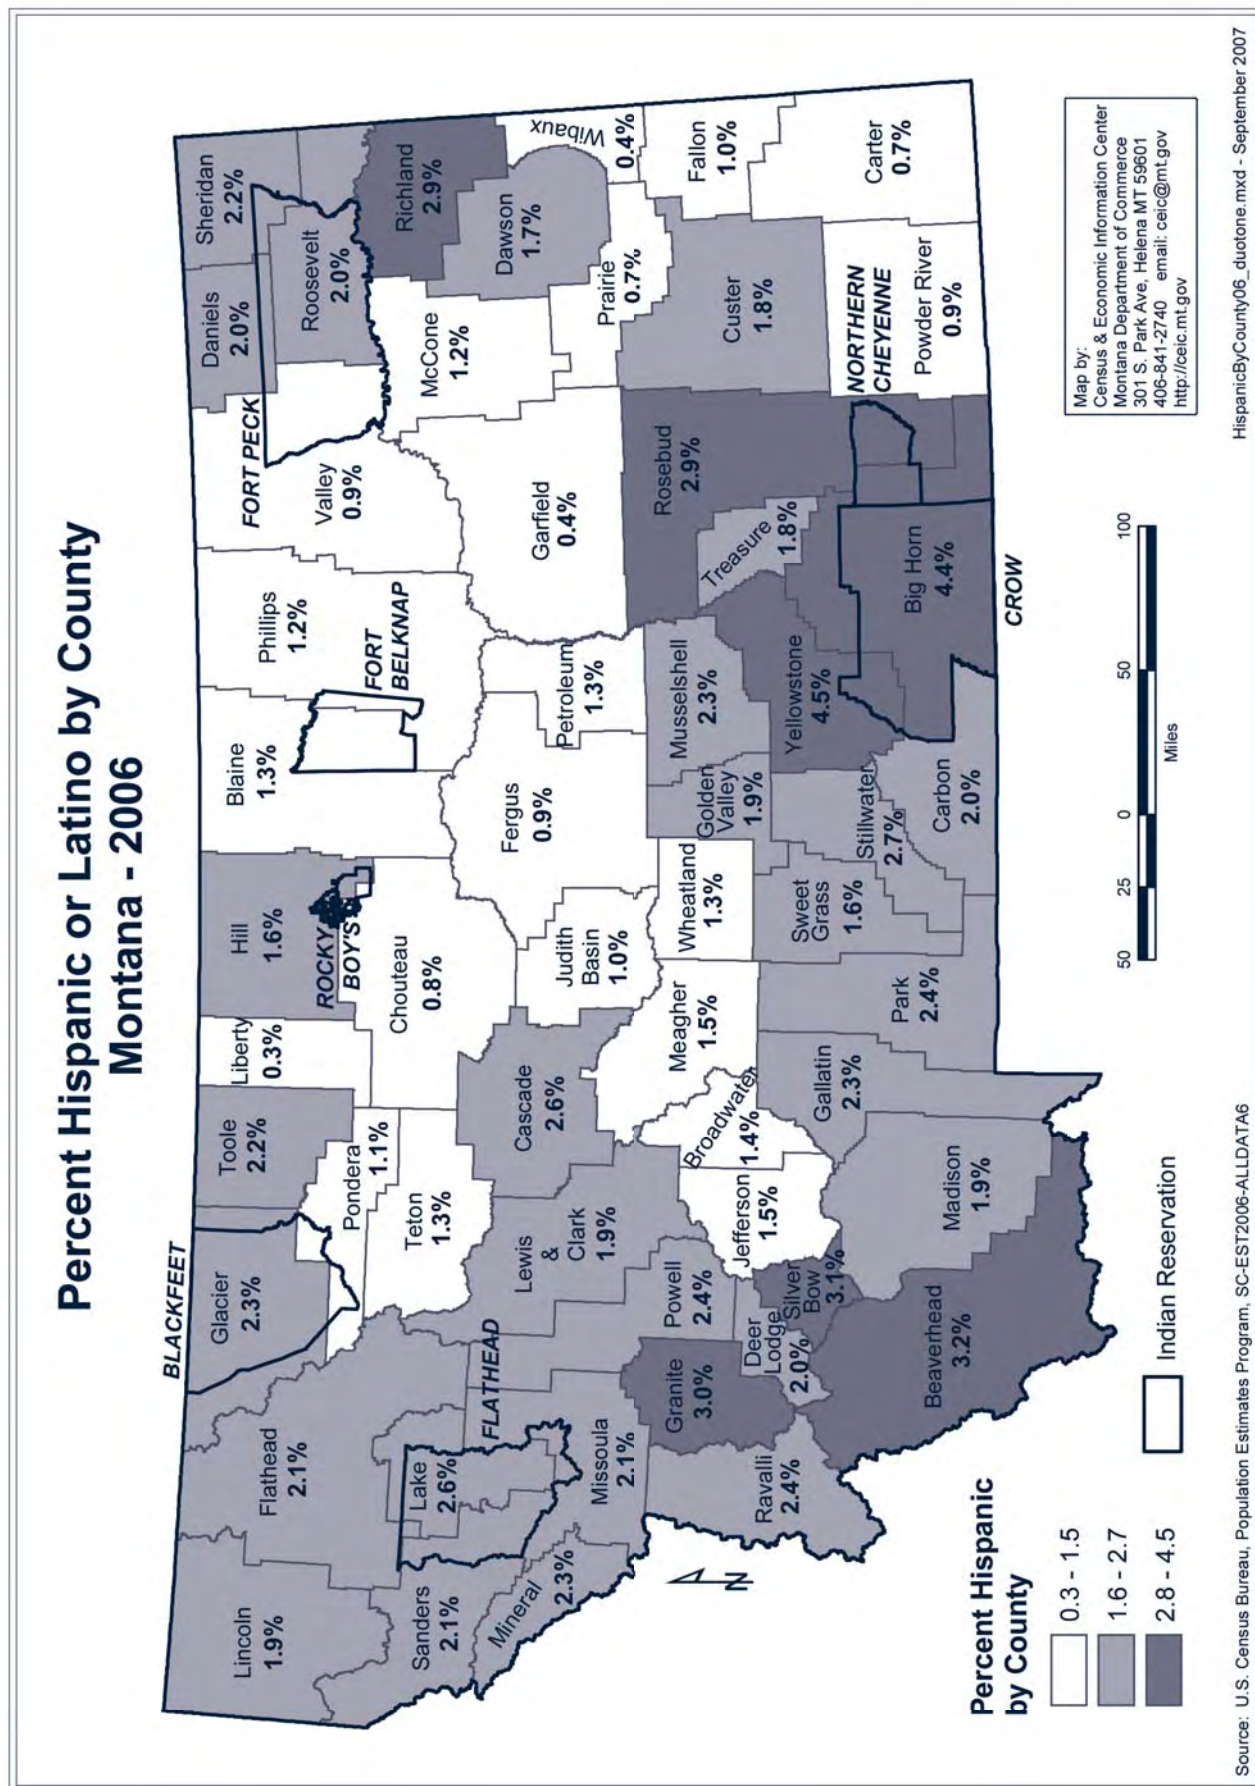 Percent Hispanic or Latino by County
Montana - 2006
BLACKFEET
Lincoln
1.9%
Flathead
2.1%
Glacier
2.3%
Toole
2.2%
Liberty
0.3%
Hill
1.6%
Blaine
1.3%
Phillips
1.2%
FORT PECK
Valley
0.9%
Daniels
2.0%
Sheridan
2.2%
Roosevelt
2.0%
Pondera
1.1%
ROCKY
BOY'S
FORT
BELKNAP
Sanders
2.1%
Lake
2.6%
FLATHEAD
Teton
1.3%
Chouteau
0.8%
McCone
1.2%
Richland
2.9%
Mineral
2.3%
Missoula
2.1%
Lewis
&
Clark
1.9%
Cascade
2.6%
Judith
Basin
1.0%
Fergus
0.9%
Petroleum
1.3%
Garfield
0.4%
Prairie
0.7%
Dawson
1.7%
Wibaux
0.4%
Powell
2.4%
Granite
3.0%
Meagher
1.5%
Wheatland
1.3%
Golden
Valley
1.9%
Musselshell
2.3%
Rosebud
2.9%
Treasure
1.8%
Custer
1.8%
Fallon
1.0%
Ravalli
2.4%
Deer
Lodge
2.0%
Silver
Bow
3.1%
Jefferson
1.5%
Broadwater
1.4%
Gallatin
2.3%
Park
2.4%
Sweet
Grass
1.6%
Stillwater
2.7%
Yellowstone
4.5%
Big Horn
4.4%
NORTHERN
CHEYENNE
Powder River
0.9%
Carter
0.7%
Beaverhead
3.2%
Madison
1.9%
Carbon
2.0%
CROW
N
Percent Hispanic
by County
0.3 - 1.5
1.6 - 2.7
2.8 - 4.5
Indian Reservation
50 25 0 50 100
Miles
Map by:
Census & Economic Information Center
Montana Department of Commerce
301 S. Park Ave, Helena MT 59601
406-841-2740 email: ceic@mt.gov
http://ceic.mt.gov
Source: U.S. Census Bureau, Population Estimates Program, SC-EST2006-ALLDATA6
HispanicByCounty06_duotone.mxd - September 2007